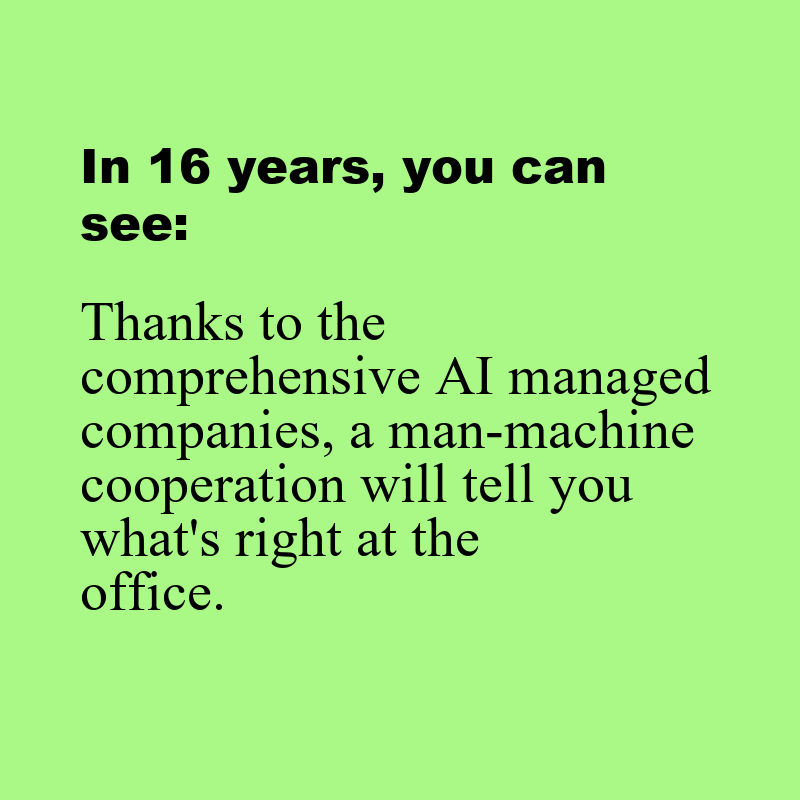 In 16 years, you can
see:
Thanks to the
comprehensive AI managed
companies, a man-machine
cooperation will tell you
what's right at the
office.